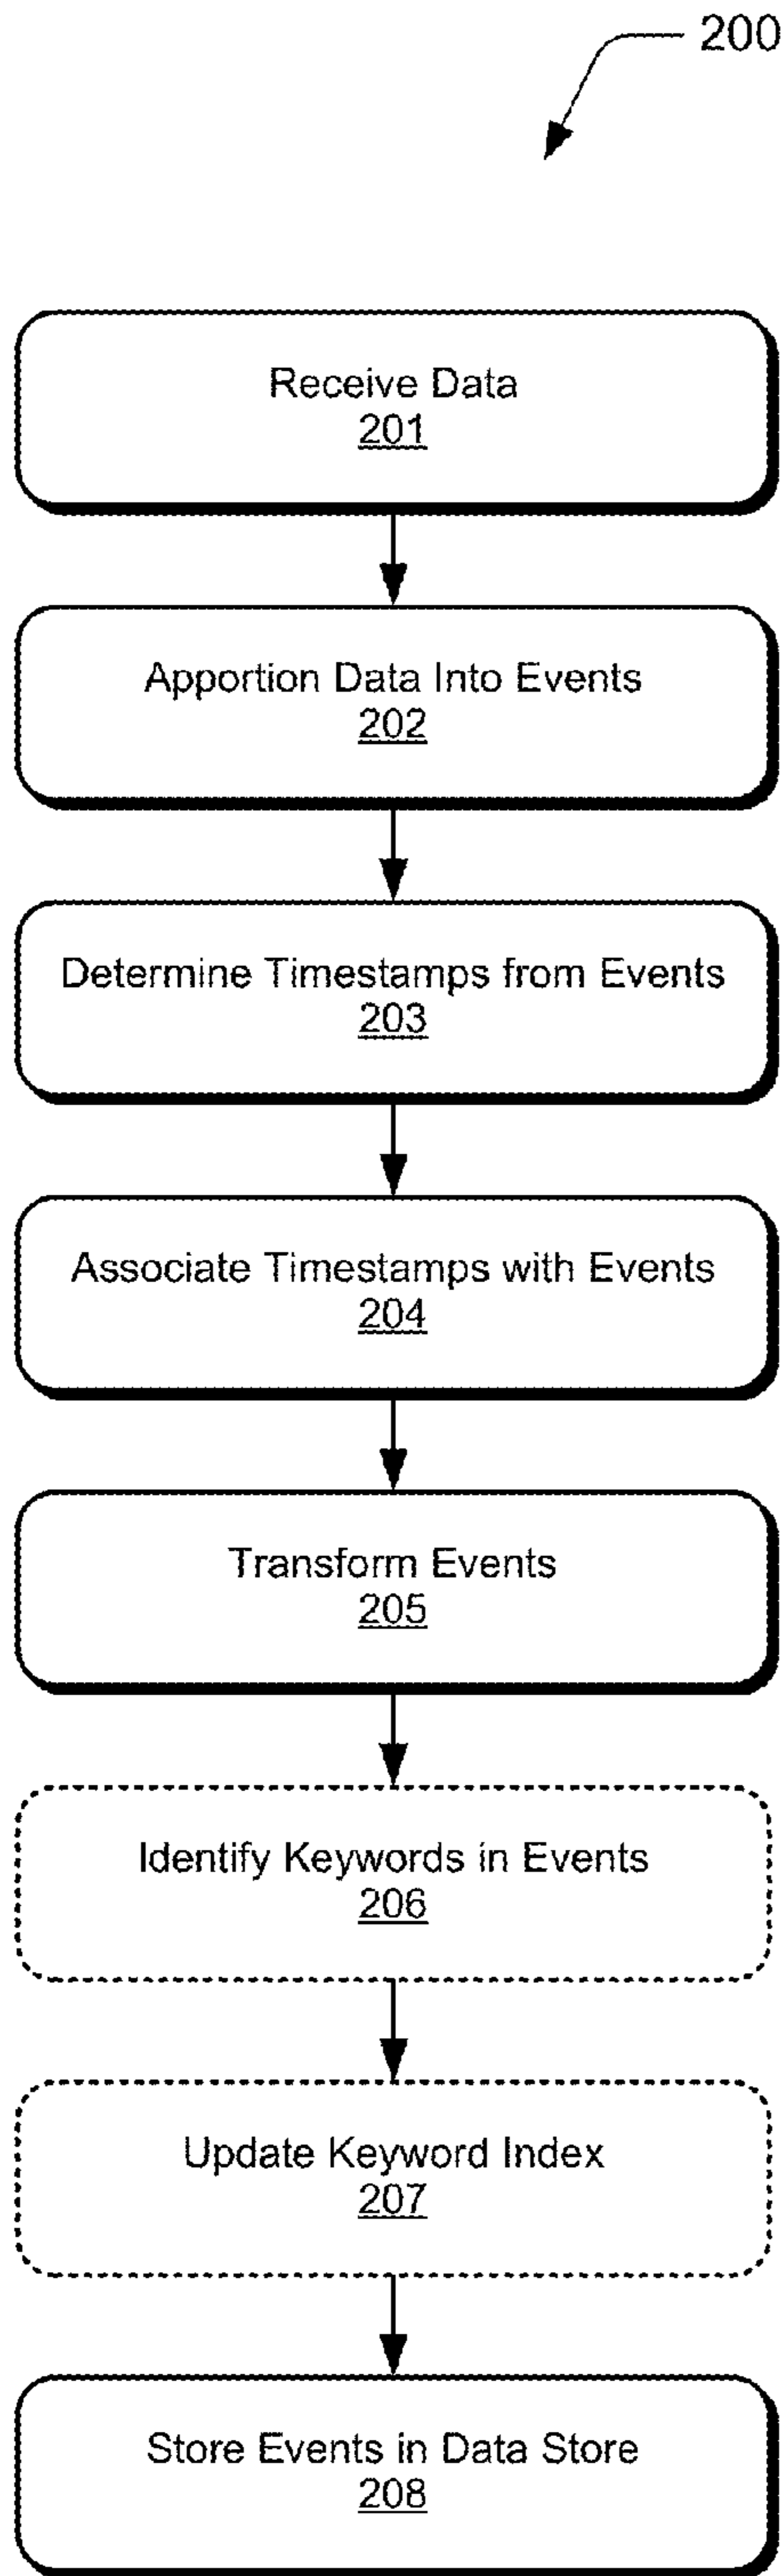 200
Receive Data
201
Apportion Data Into Events
202
Determine Timestamps from Events
203
Associate Timestamps with Events
204
Transform Events
205
Identify Keywords in Events
206
Update Keyword Index
207
Store Events in Data Store
208